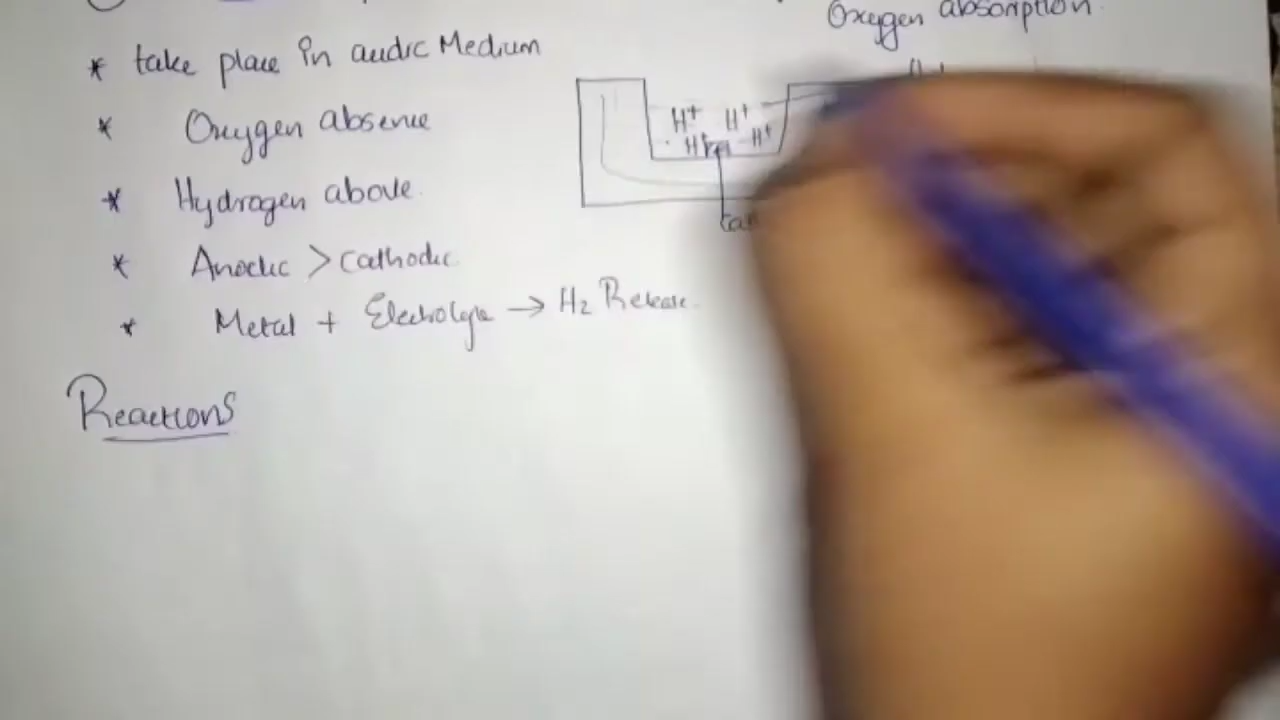 Oxygen absorption
* take place in acidic Medium
* Oxygen absence
* Hydrogen above
* Anodic > Cathodic
* Metal + Electrolyte → H2 Release
H+ H+
H+ H+
Reactions